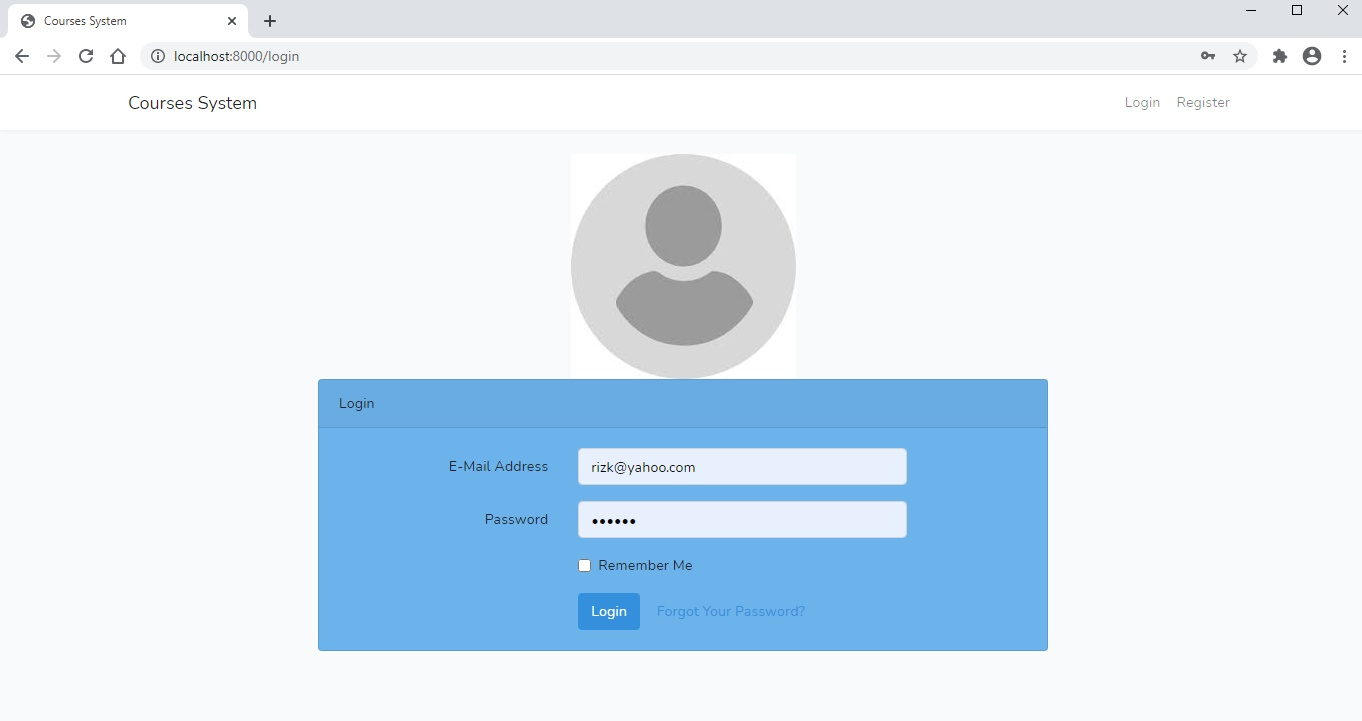 Courses System
localhost:8000/login
Courses System Login Register
Login
E-Mail Address rizk@yahoo.com
Password ••••••
Remember Me
Login Forgot Your Password?